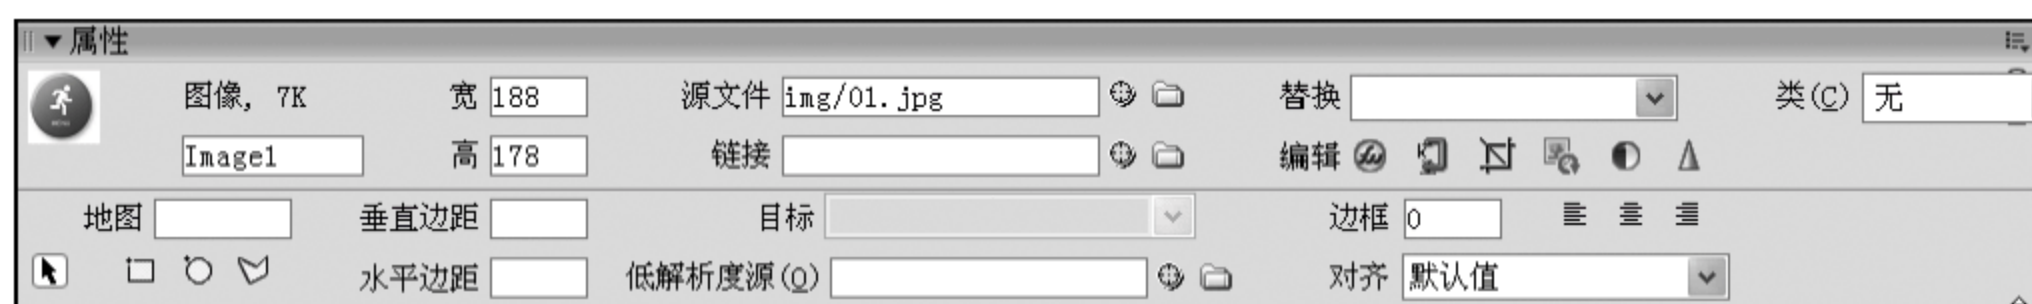 属性
图像, 7K 宽 188 源文件 img/01.jpg 替换 类(C) 无
Image1 高 178 链接 编辑
地图 垂直边距 目标 边框 0
水平边距 低解析度源(O) 对齐 默认值